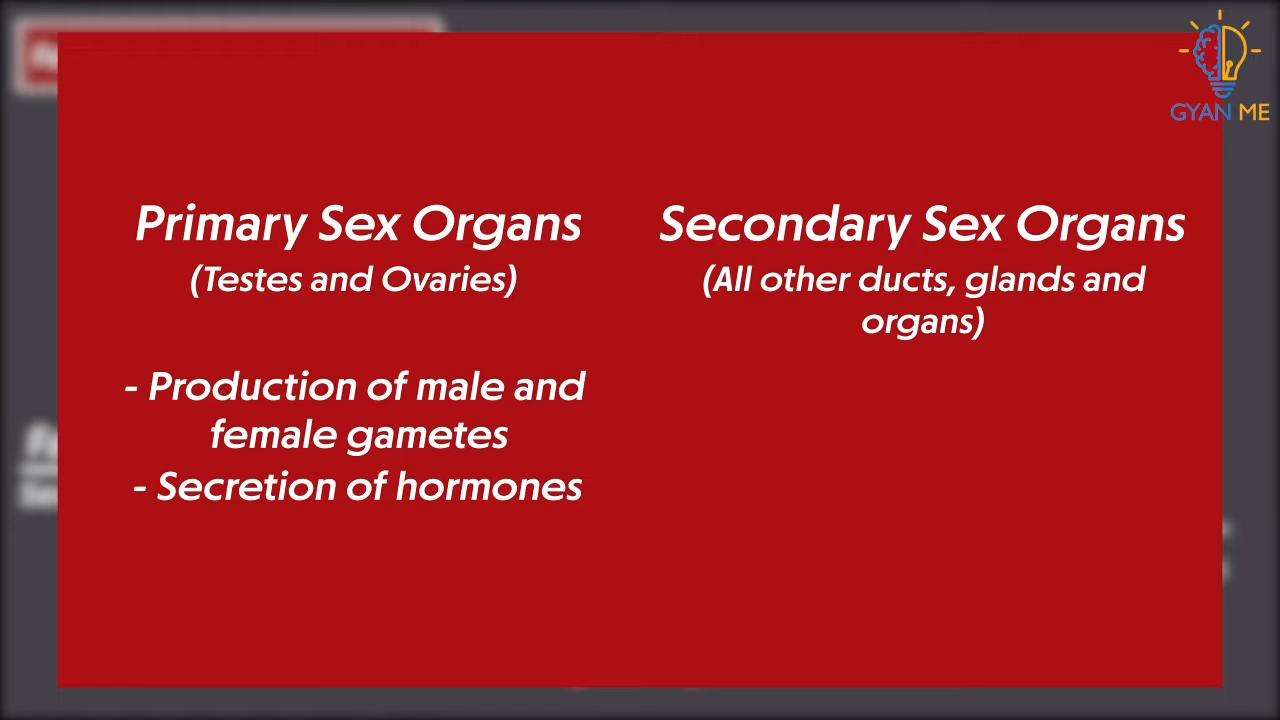 GYAN ME
Primary Sex Organs
(Testes and Ovaries)
- Production of male and
female gametes
- Secretion of hormones
Secondary Sex Organs
(All other ducts, glands and
organs)